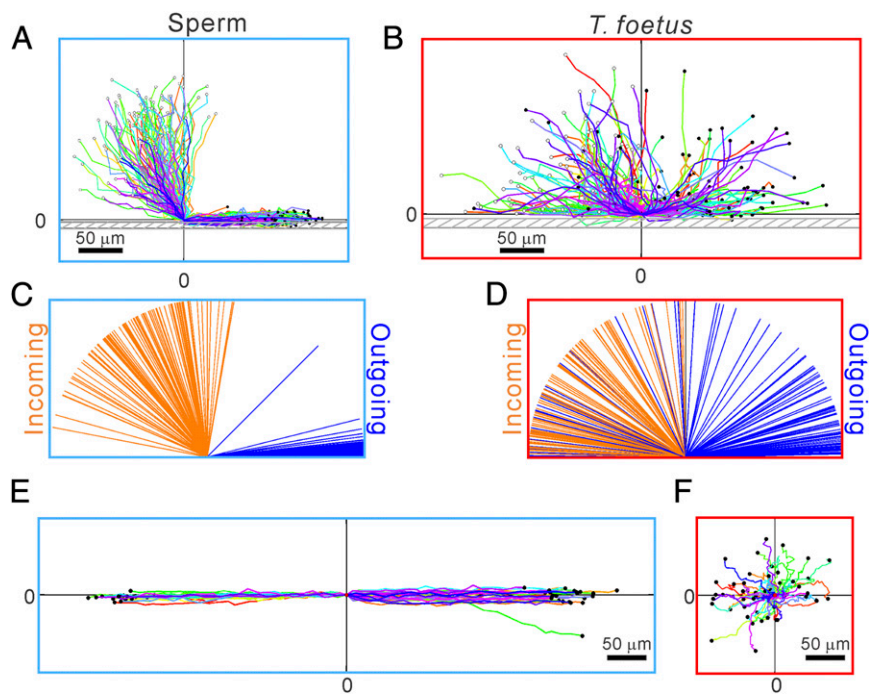 Sperm
T. foetus
A
B
0
0
50 μm
50 μm
0
0
C
D
Incoming
Outgoing
Incoming
Outgoing
E
F
0
0
50 μm
50 μm
0
0